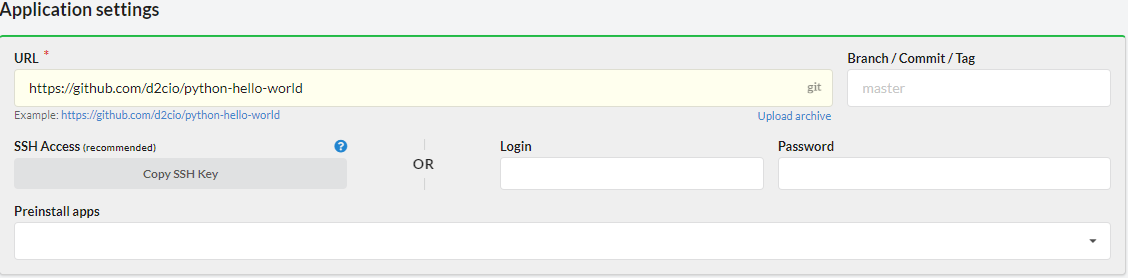 Application settings
URL *
Branch / Commit / Tag
https://github.com/d2cio/python-hello-world git
master
Example: https://github.com/d2cio/python-hello-world
Upload archive
SSH Access (recommended) ?
Copy SSH Key
OR
Login
Password
Preinstall apps